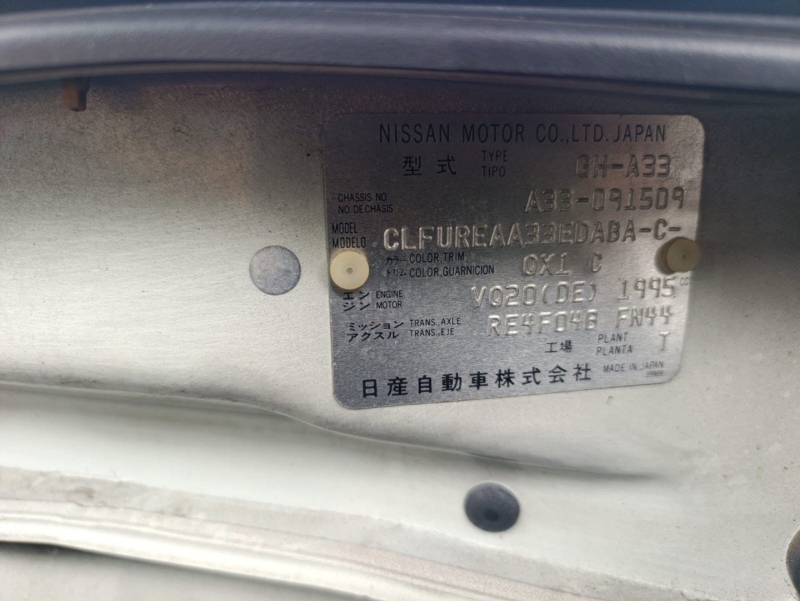 NISSAN MOTOR CO.,LTD. JAPAN
型式 TYPE TIPO GH-A33
CHASSIS NO NO. DE CHASIS A33-091509
MODEL MODELO CLFUREAA33EDABA-C-
カラー トリム COLOR, TRIM COLOR, GUARNICION QX1 C
エンジン ENGINE MOTOR VQ20(DE) 1995 cc
ミッション アクスル TRANS., AXLE TRANS., EJE RE4F04B FN44
工場 PLANT PLANTA T
日産自動車株式会社 MADE IN JAPAN